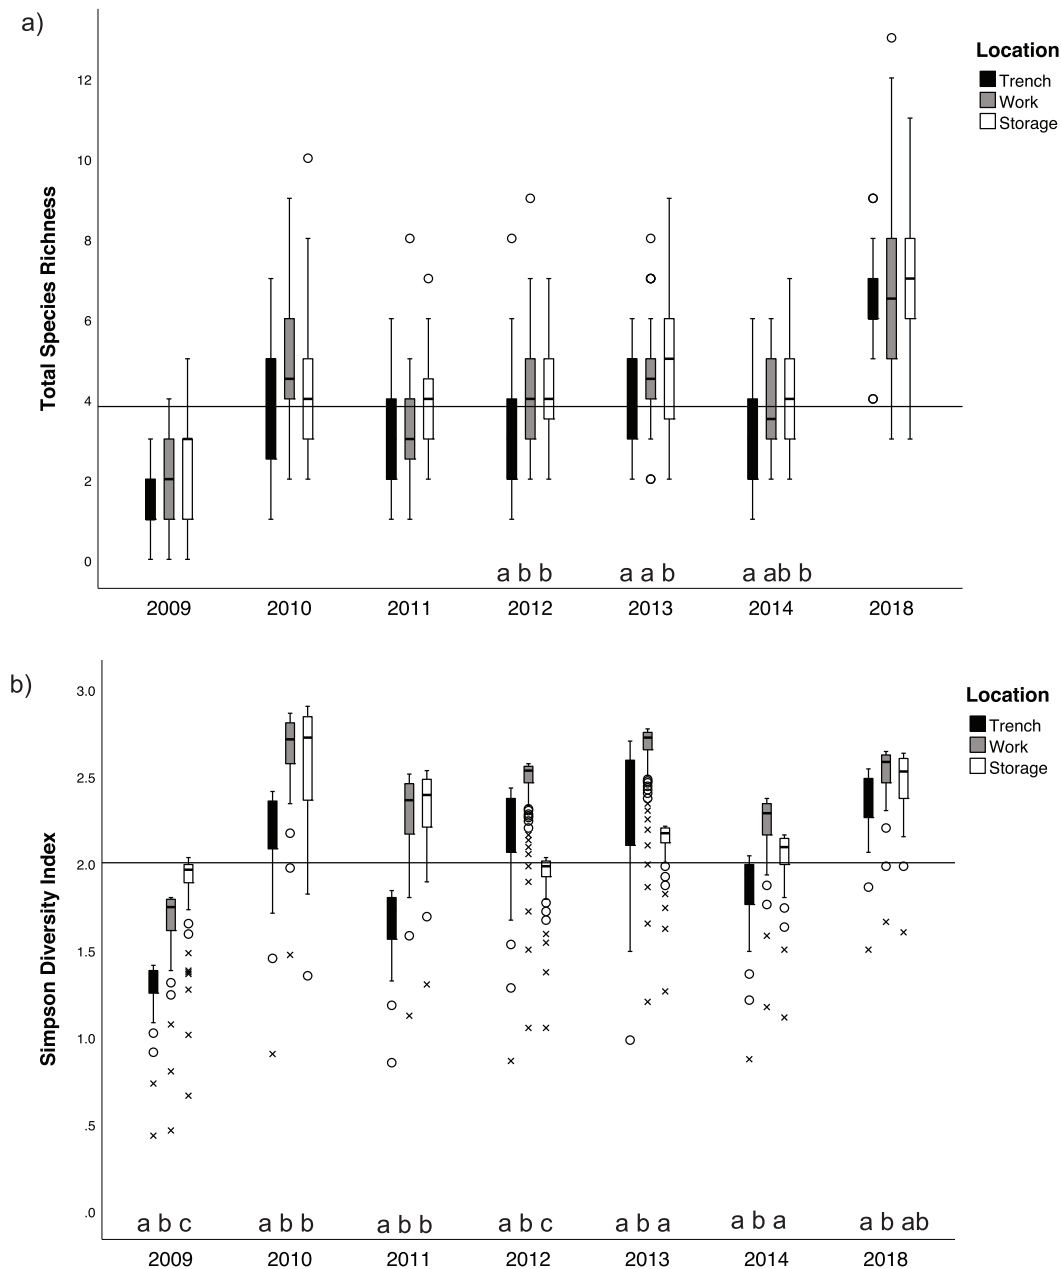 a)
Location
Trench
Work
Storage
Total Species Richness
12
10
8
6
4
2
0
a b b
a a b
a ab b
2009 2010 2011 2012 2013 2014 2018
b)
Location
Trench
Work
Storage
Simpson Diversity Index
3.0
2.5
2.0
1.5
1.0
.5
.0
a b c a b b a b b a b c a b a a b a a b ab
2009 2010 2011 2012 2013 2014 2018